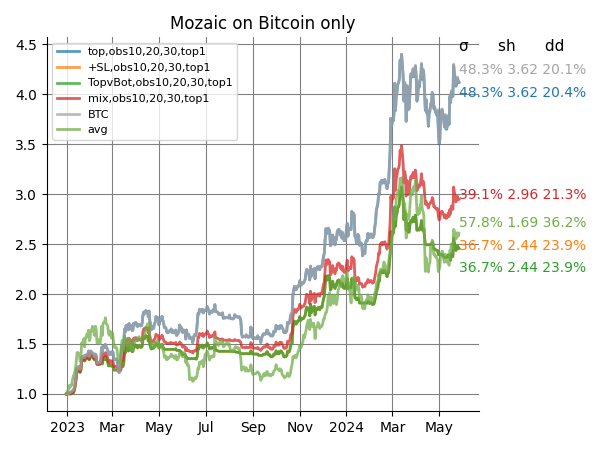 Mozaic on Bitcoin only
σ sh dd
top,obs10,20,30,top1
+SL,obs10,20,30,top1
TopvBot,obs10,20,30,top1
mix,obs10,20,30,top1
BTC
avg
48.3% 3.62 20.1%
48.3% 3.62 20.4%
39.1% 2.96 21.3%
57.8% 1.69 36.2%
36.7% 2.44 23.9%
36.7% 2.44 23.9%
4.5
4.0
3.5
3.0
2.5
2.0
1.5
1.0
2023 Mar May Jul Sep Nov 2024 Mar May